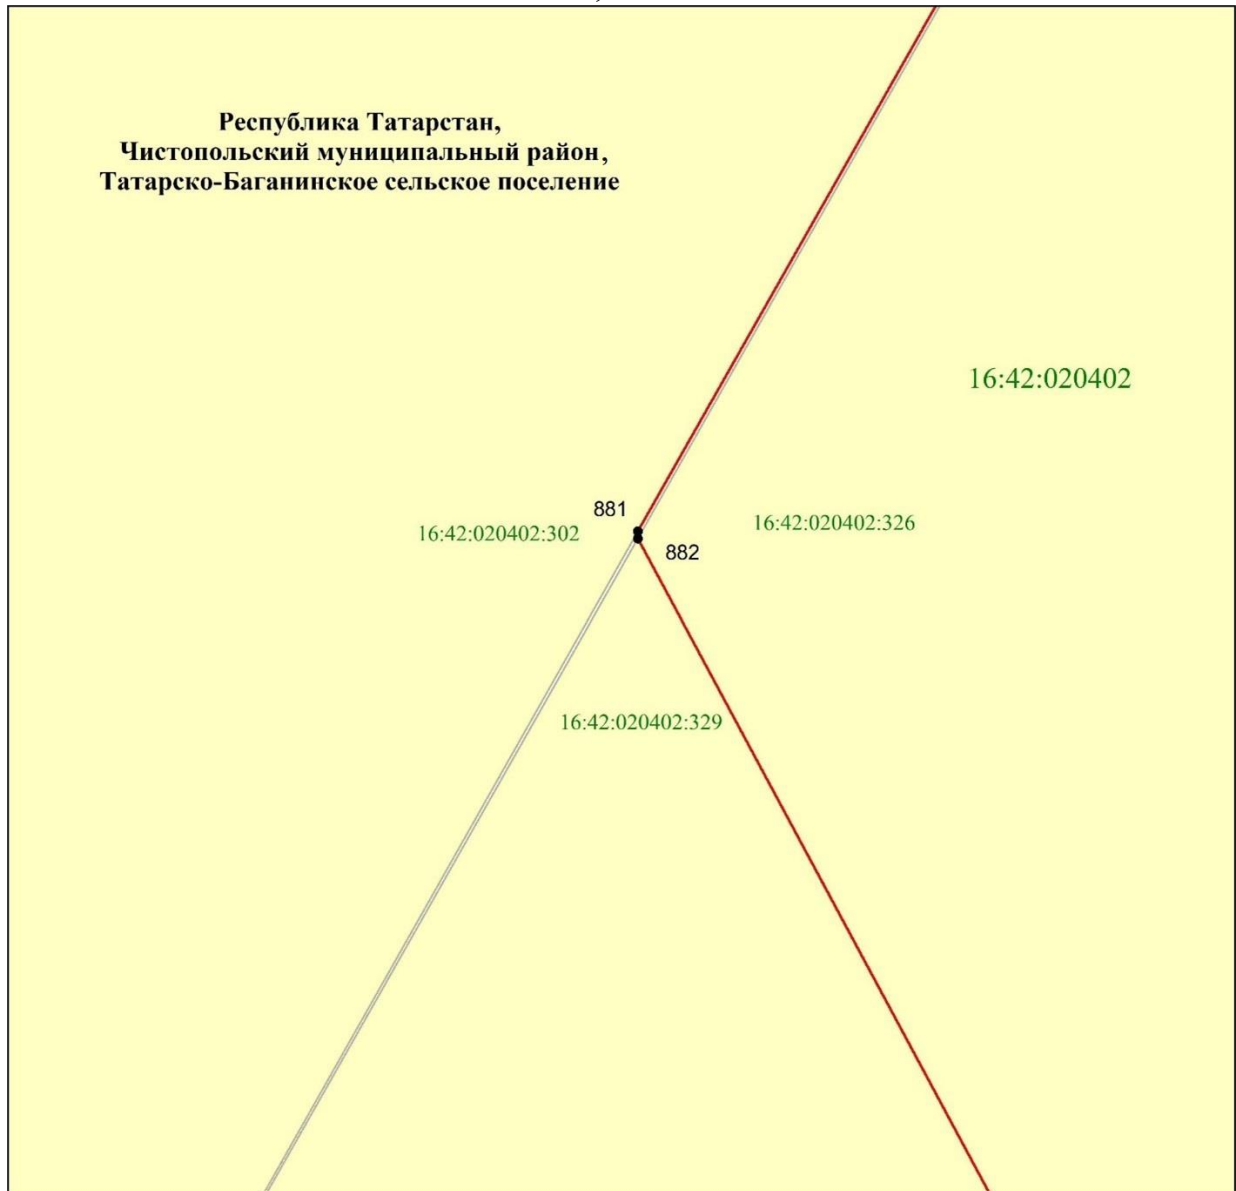 Республика Татарстан,
Чистопольский муниципальный район,
Татарско-Баганинское сельское поселение
16:42:020402
881
16:42:020402:302
16:42:020402:326
882
16:42:020402:329